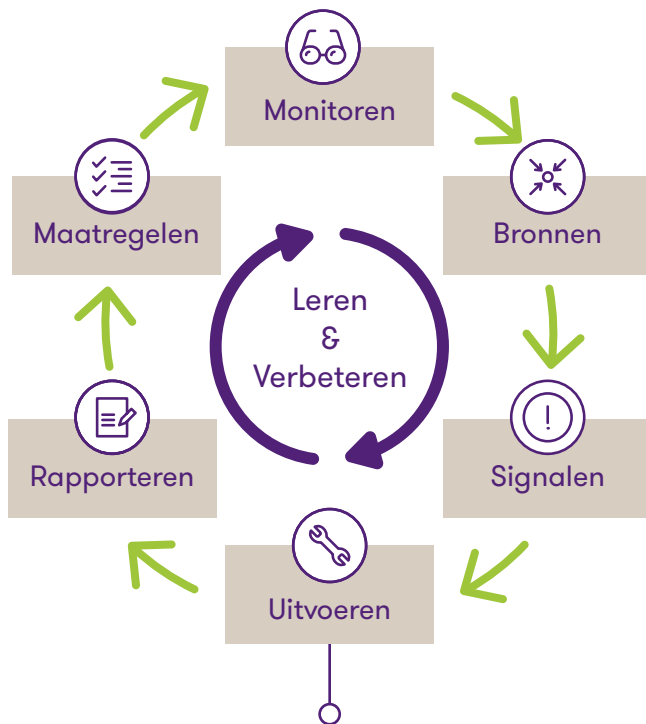 Monitoren
Maatregelen
Bronnen
Leren
&
Verbeteren
Rapporteren
Signalen
Uitvoeren